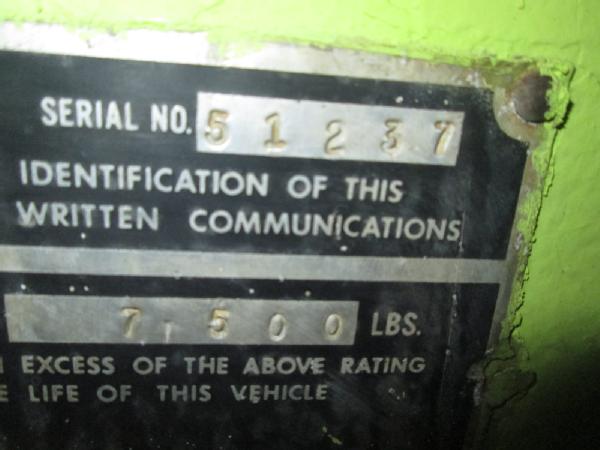 SERIAL NO. 51237
IDENTIFICATION OF THIS
WRITTEN COMMUNICATIONS
7,500 LBS.
EXCESS OF THE ABOVE RATING
LIFE OF THIS VEHICLE